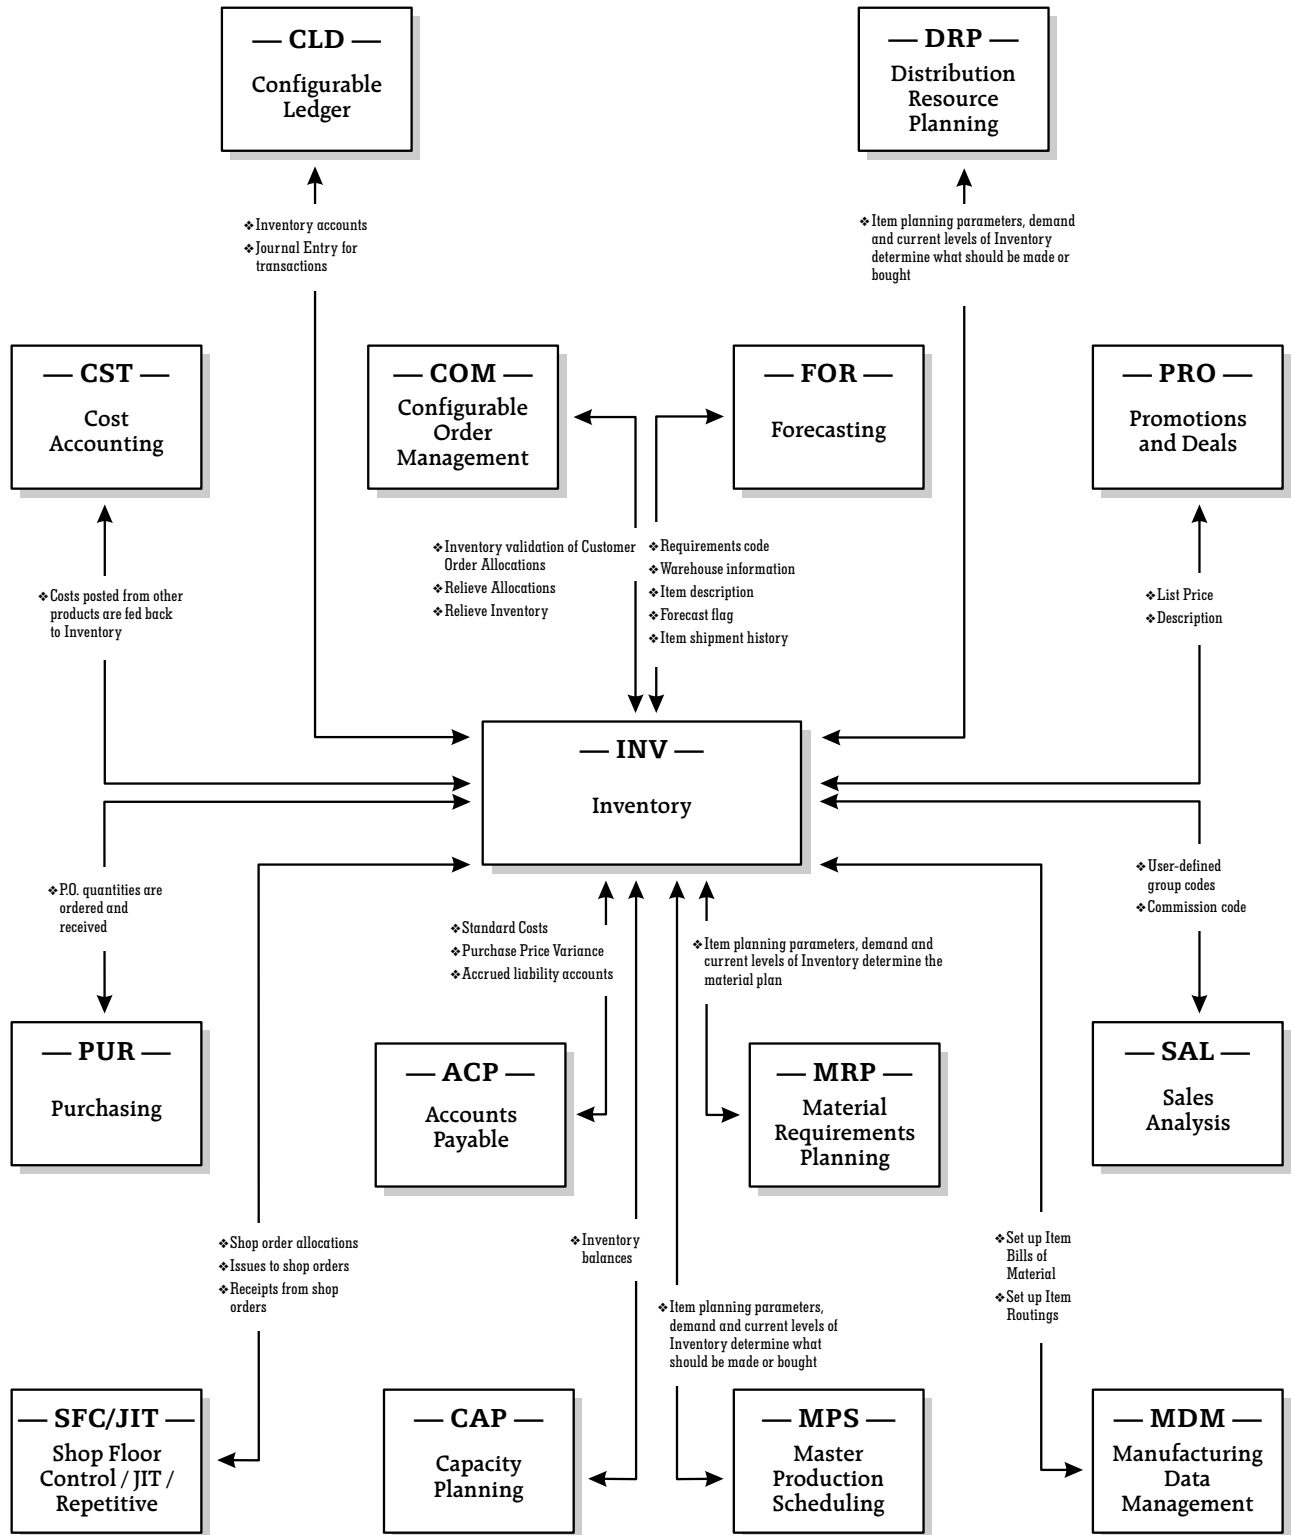 — CLD —
Configurable
Ledger
— DRP —
Distribution
Resource
Planning
❖Inventory accounts
❖Journal Entry for
transactions
❖Item planning parameters, demand
and current levels of Inventory
determine what should be made or
bought
— CST —
Cost
Accounting
— COM —
Configurable
Order
Management
— FOR —
Forecasting
— PRO —
Promotions
and Deals
❖Inventory validation of Customer
Order Allocations
❖Relieve Allocations
❖Relieve Inventory
❖Requirements code
❖Warehouse information
❖Item description
❖Forecast flag
❖Item shipment history
❖Costs posted from other
products are fed back
to Inventory
❖List Price
❖Description
— INV —
Inventory
❖P.O. quantities are
ordered and
received
❖User-defined
group codes
❖Commission code
❖Standard Costs
❖Purchase Price Variance
❖Accrued liability accounts
❖Item planning parameters, demand and
current levels of Inventory determine the
material plan
— PUR —
Purchasing
— ACP —
Accounts
Payable
— MRP —
Material
Requirements
Planning
— SAL —
Sales
Analysis
❖Shop order allocations
❖Issues to shop orders
❖Receipts from shop
orders
❖Inventory
balances
❖Set up Item
Bills of
Material
❖Set up Item
Routings
❖Item planning parameters,
demand and current levels of
Inventory determine what
should be made or bought
— SFC/JIT —
Shop Floor
Control / JIT /
Repetitive
— CAP —
Capacity
Planning
— MPS —
Master
Production
Scheduling
— MDM —
Manufacturing
Data
Management